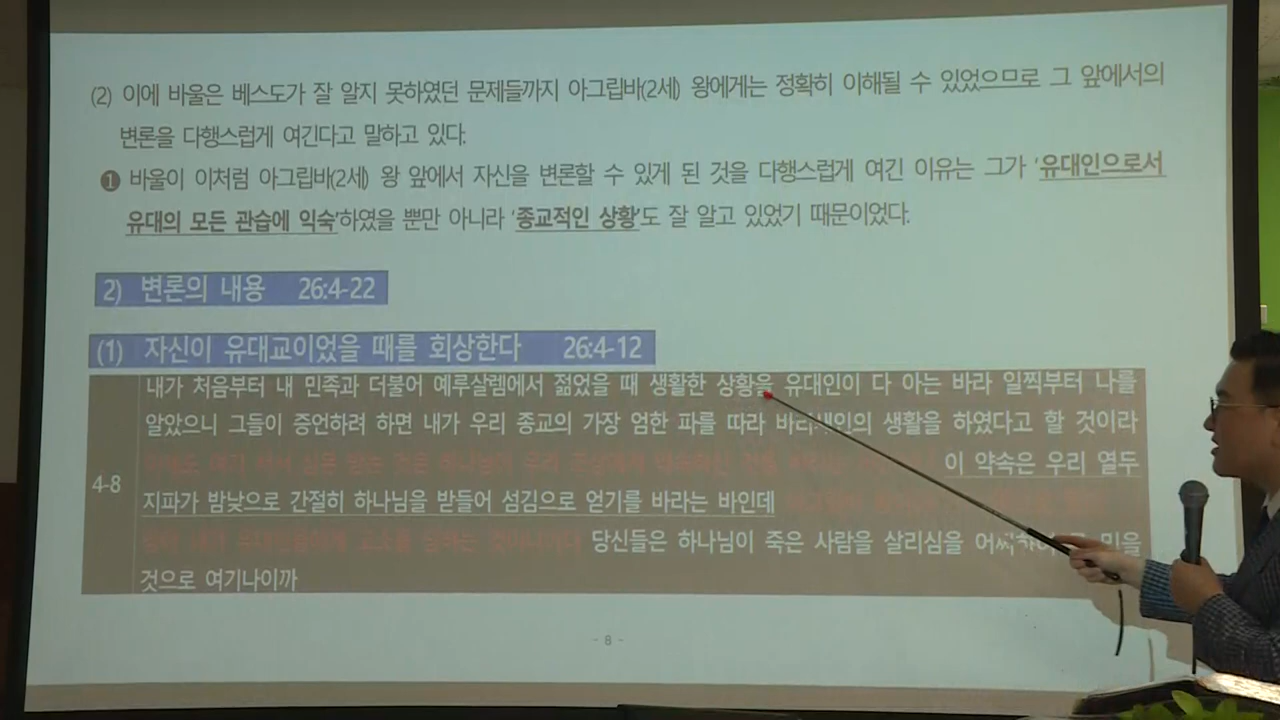 (2) 이에 바울은 베스도가 잘 알지 못하였던 문제들까지 아그립바(2세) 왕에게는 정확히 이해될 수 있었으므로 그 앞에서의
변론을 다행스럽게 여긴다고 말하고 있다.
❶ 바울이 이처럼 아그립바(2세) 왕 앞에서 자신을 변론할 수 있게 된 것을 다행스럽게 여긴 이유는 그가 '유대인으로서
유대의 모든 관습에 익숙'하였을 뿐만 아니라 '종교적인 상황'도 잘 알고 있었기 때문이었다.
2) 변론의 내용 26:4-22
(1) 자신이 유대교이었을 때를 회상한다 26:4-12
내가 처음부터 내 민족과 더불어 예루살렘에서 젊었을 때 생활한 상황을 유대인이 다 아는 바라 일찍부터 나를
알았으니 그들이 증언하려 하면 내가 우리 종교의 가장 엄한 파를 따라 바리새인의 생활을 하였다고 할 것이라
이 약속은 우리 열두
4-8
지파가 밤낮으로 간절히 하나님을 받들어 섬김으로 얻기를 바라는 바인데
당신들은 하나님이 죽은 사람을 살리심을
것으로 여기나이까
- 8 -